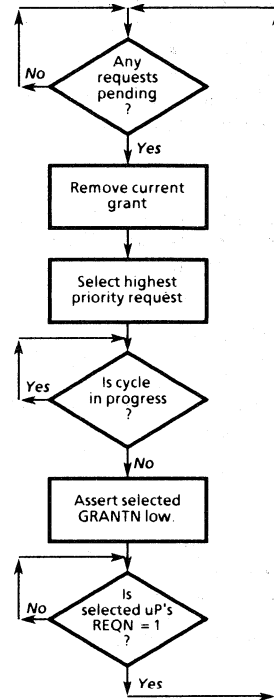 Any
requests
pending
?
No
Yes
Remove current
grant
Select highest
priority request
Is cycle
in progress
?
Yes
No
Assert selected
GRANTN low.
Is
selected uP's
REQN = 1
?
No
Yes